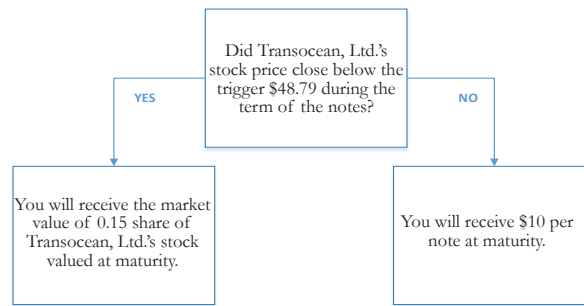 Did Transocean, Ltd.'s
stock price close below the
trigger $48.79 during the
term of the notes?
YES
NO
You will receive the market
value of 0.15 share of
Transocean, Ltd.'s stock
valued at maturity.
You will receive $10 per
note at maturity.